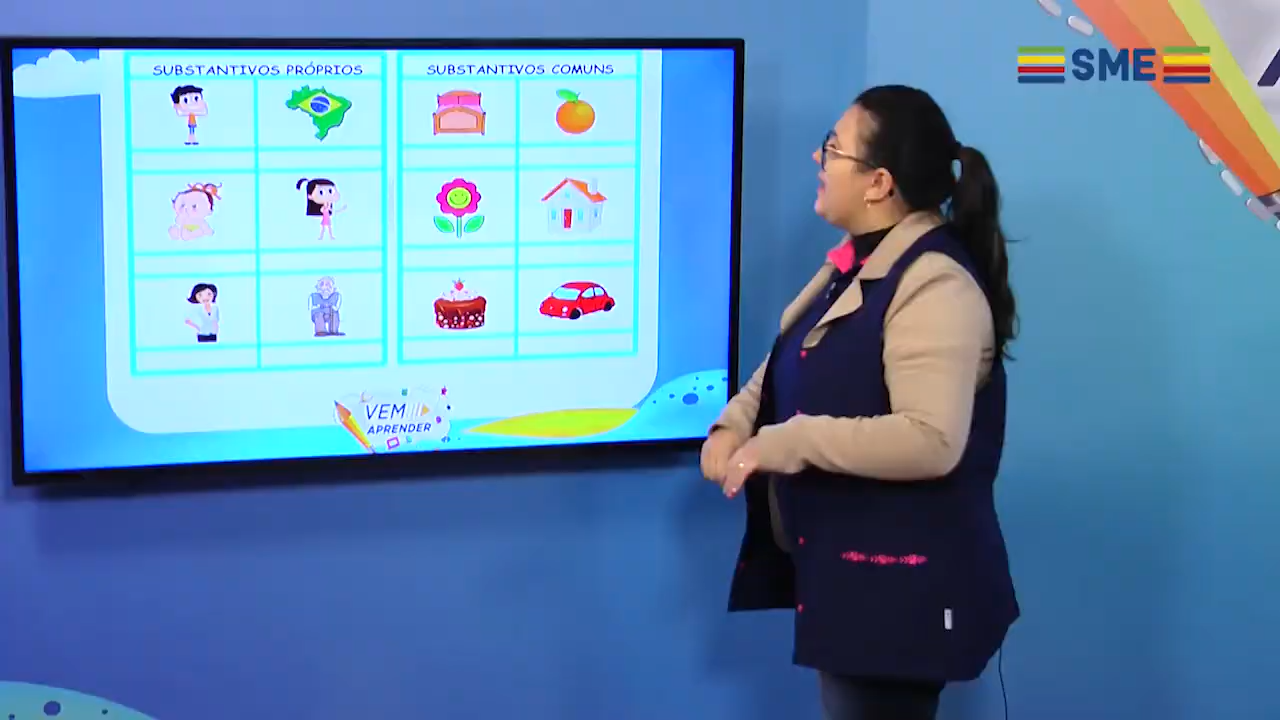 SUBSTANTIVOS PRÓPRIOS
SUBSTANTIVOS COMUNS
VEM
APRENDER
SME